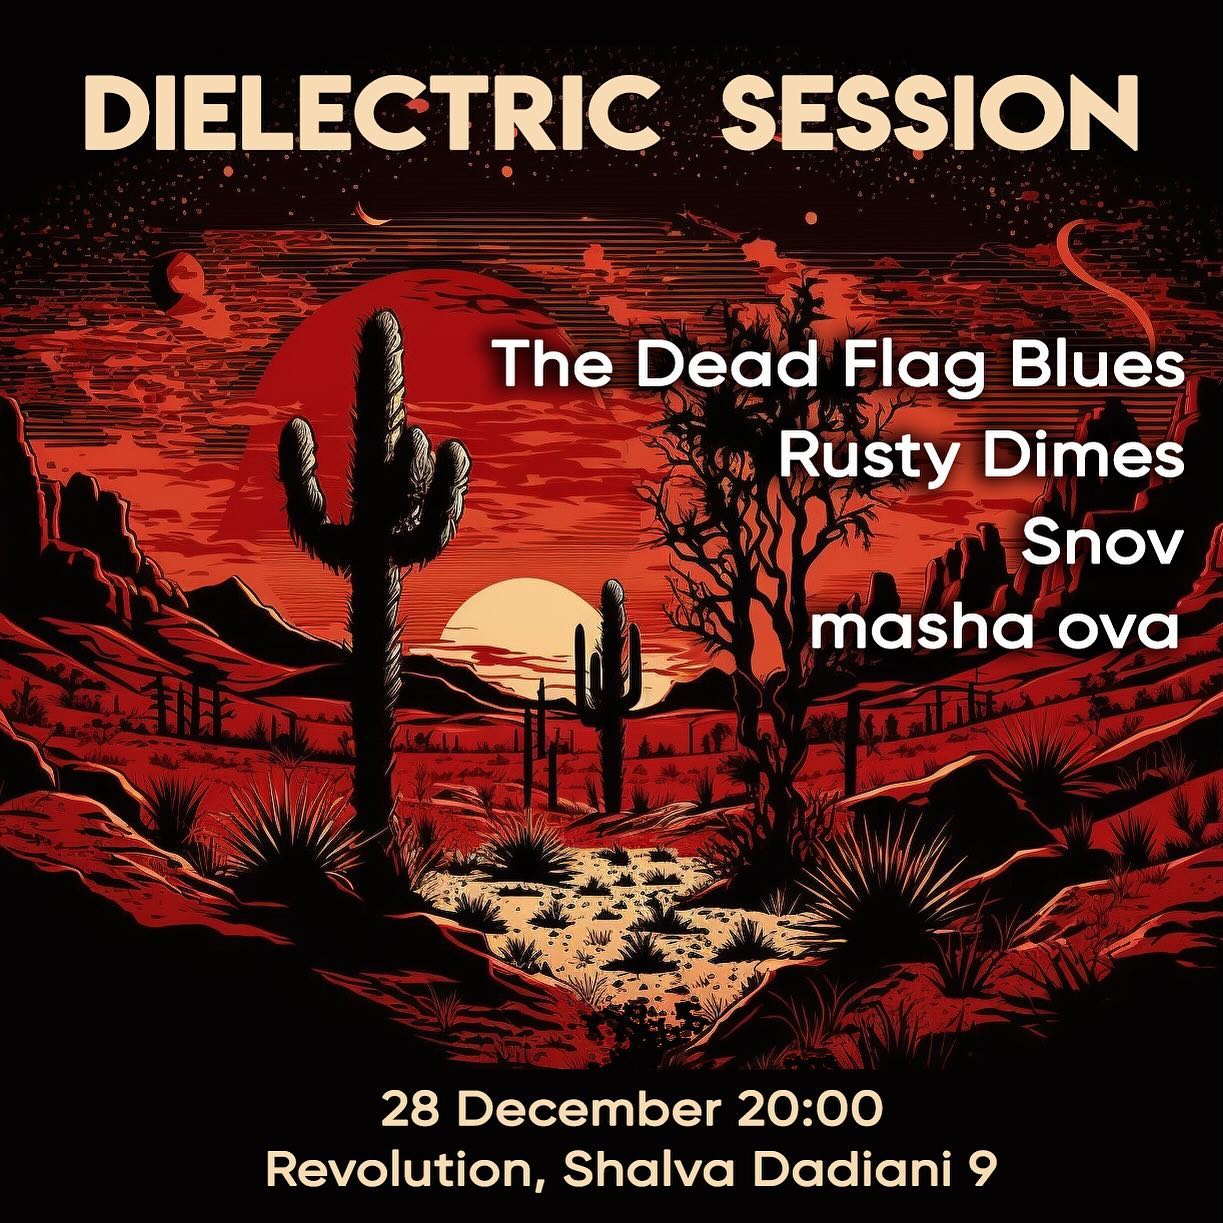 DIELECTRIC SESSION
The Dead Flag Blues
Rusty Dimes
Snov
masha ova
28 December 20:00
Revolution, Shalva Dadiani 9